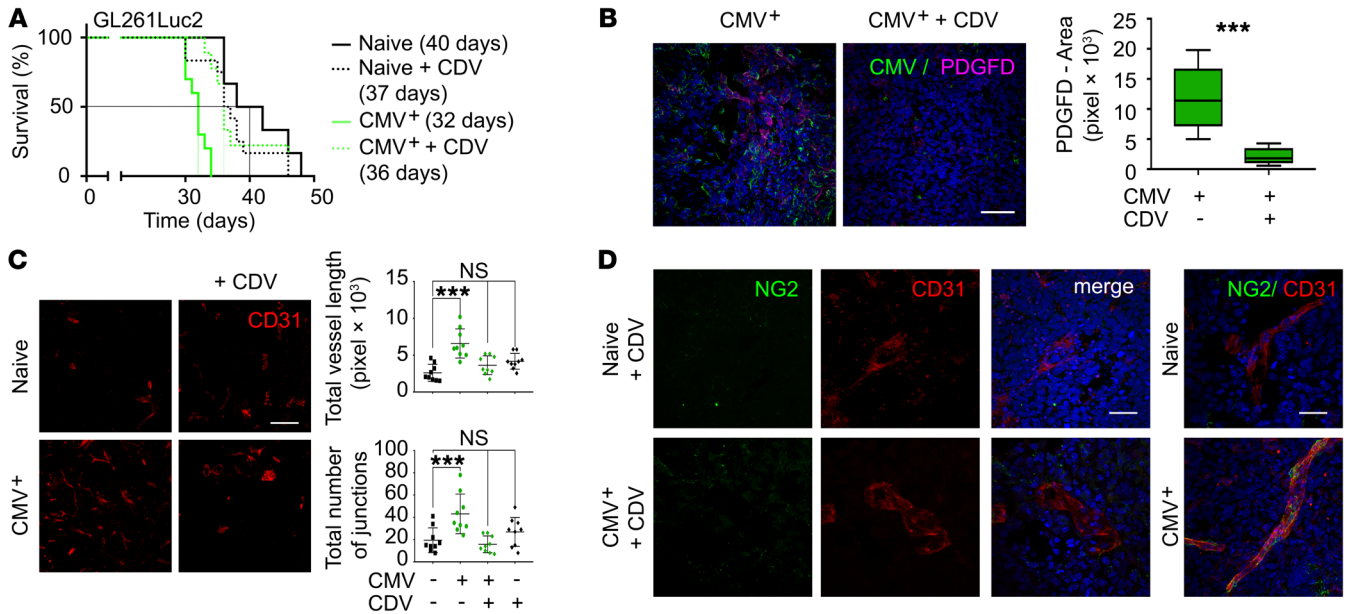 A
GL261Luc2
Survival (%)
100
50
0
0
30
40
50
Time (days)
Naive (40 days)
Naive + CDV
(37 days)
CMV⁺ (32 days)
CMV⁺ + CDV
(36 days)
B
CMV⁺
CMV⁺ + CDV
CMV / PDGFD
PDGFD - Area
(pixel × 10³)
25
20
15
10
5
0
***
CMV + +
CDV - +
C
+ CDV
CD31
Naive
CMV⁺
Total vessel length
(pixel × 10³)
15
10
5
0
NS
***
Total number
of junctions
100
80
60
40
20
0
NS
***
CMV - + + -
CDV - - + +
D
NG2
CD31
merge
NG2/ CD31
Naive
+ CDV
Naive
CMV⁺
+ CDV
CMV⁺